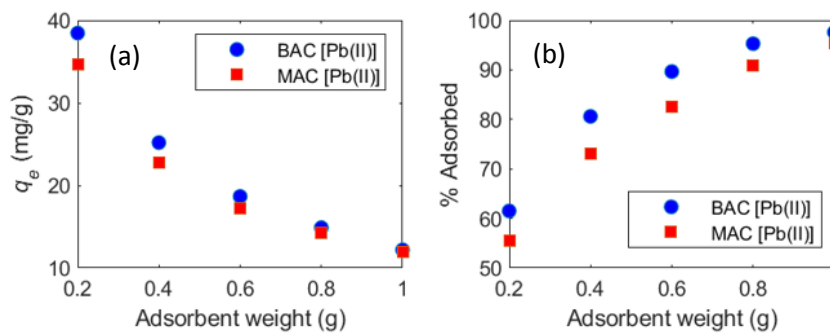 (a)
BAC [Pb(II)]
MAC [Pb(II)]
40
30
20
10
q_e (mg/g)
0.2 0.4 0.6 0.8 1
Adsorbent weight (g)
(b)
BAC [Pb(II)]
MAC [Pb(II)]
100
90
80
70
60
50
% Adsorbed
0.2 0.4 0.6 0.8
Adsorbent weight (g)